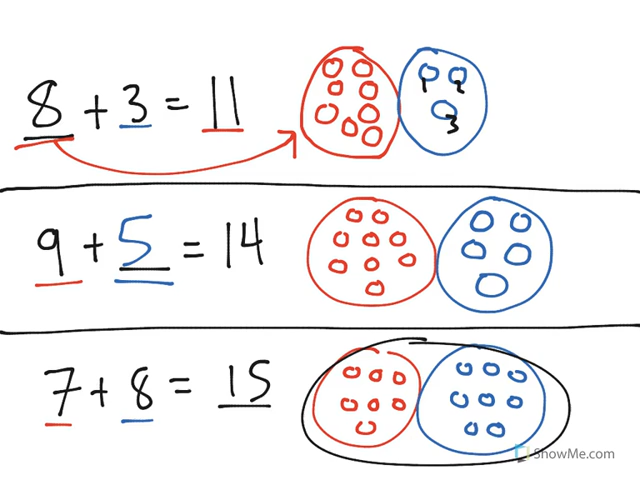 8 + 3 = 11
1 2
3
9 + 5 = 14
7 + 8 = 15
ShowMe.com